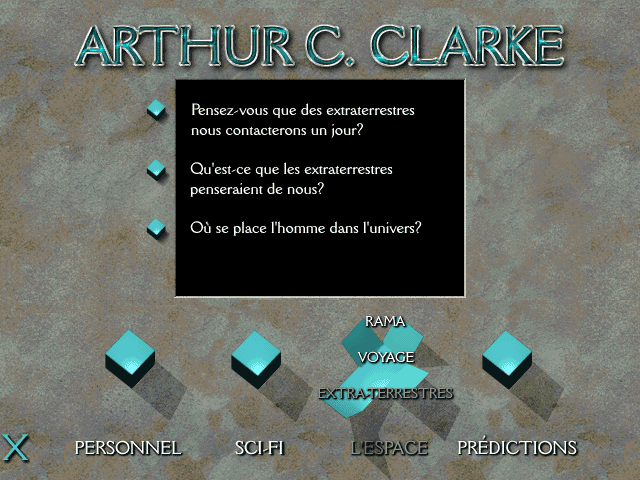 ARTHUR C. CLARKE
Pensez-vous que des extraterrestres
nous contacterons un jour?
Qu'est-ce que les extraterrestres
penseraient de nous?
Où se place l'homme dans l'univers?
RAMA
VOYAGE
EXTRA-TERRESTRES
X
PERSONNEL
SCI-FI
L'ESPACE
PRÉDICTIONS